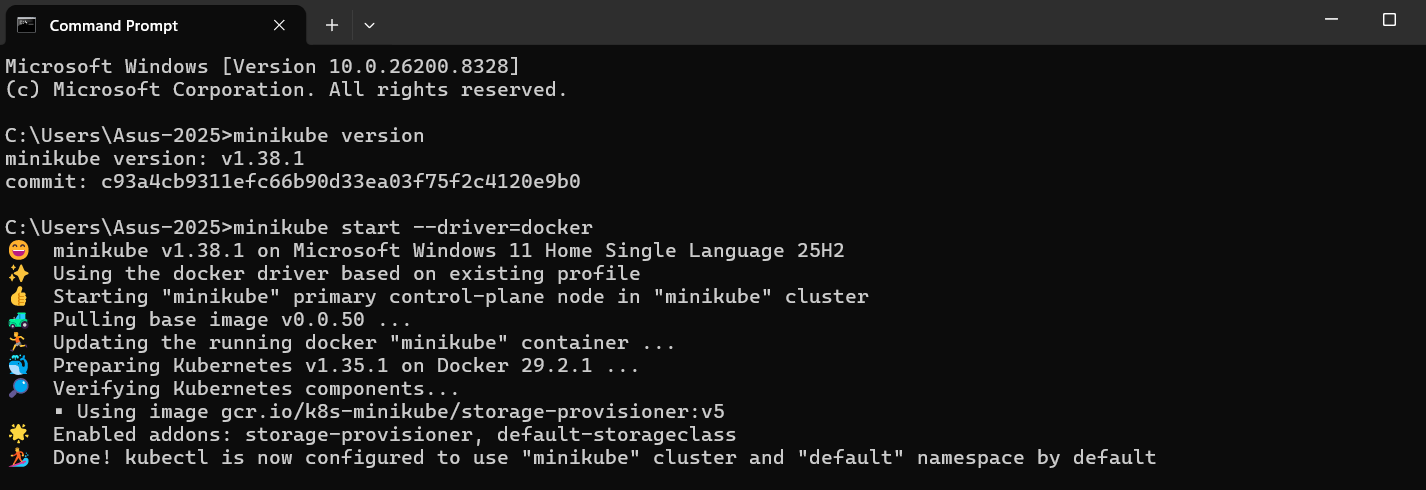 Command Prompt
Microsoft Windows [Version 10.0.26200.8328]
(c) Microsoft Corporation. All rights reserved.
C:\Users\Asus-2025>minikube version
minikube version: v1.38.1
commit: c93a4cb9311efc66b90d33ea03f75f2c4120e9b0
C:\Users\Asus-2025>minikube start --driver=docker
😄  minikube v1.38.1 on Microsoft Windows 11 Home Single Language 25H2
✨  Using the docker driver based on existing profile
👍  Starting "minikube" primary control-plane node in "minikube" cluster
🚜  Pulling base image v0.0.50 ...
🏃  Updating the running docker "minikube" container ...
🐳  Preparing Kubernetes v1.35.1 on Docker 29.2.1 ...
🔎  Verifying Kubernetes components...
▪ Using image gcr.io/k8s-minikube/storage-provisioner:v5
🌟  Enabled addons: storage-provisioner, default-storageclass
🏄  Done! kubectl is now configured to use "minikube" cluster and "default" namespace by default